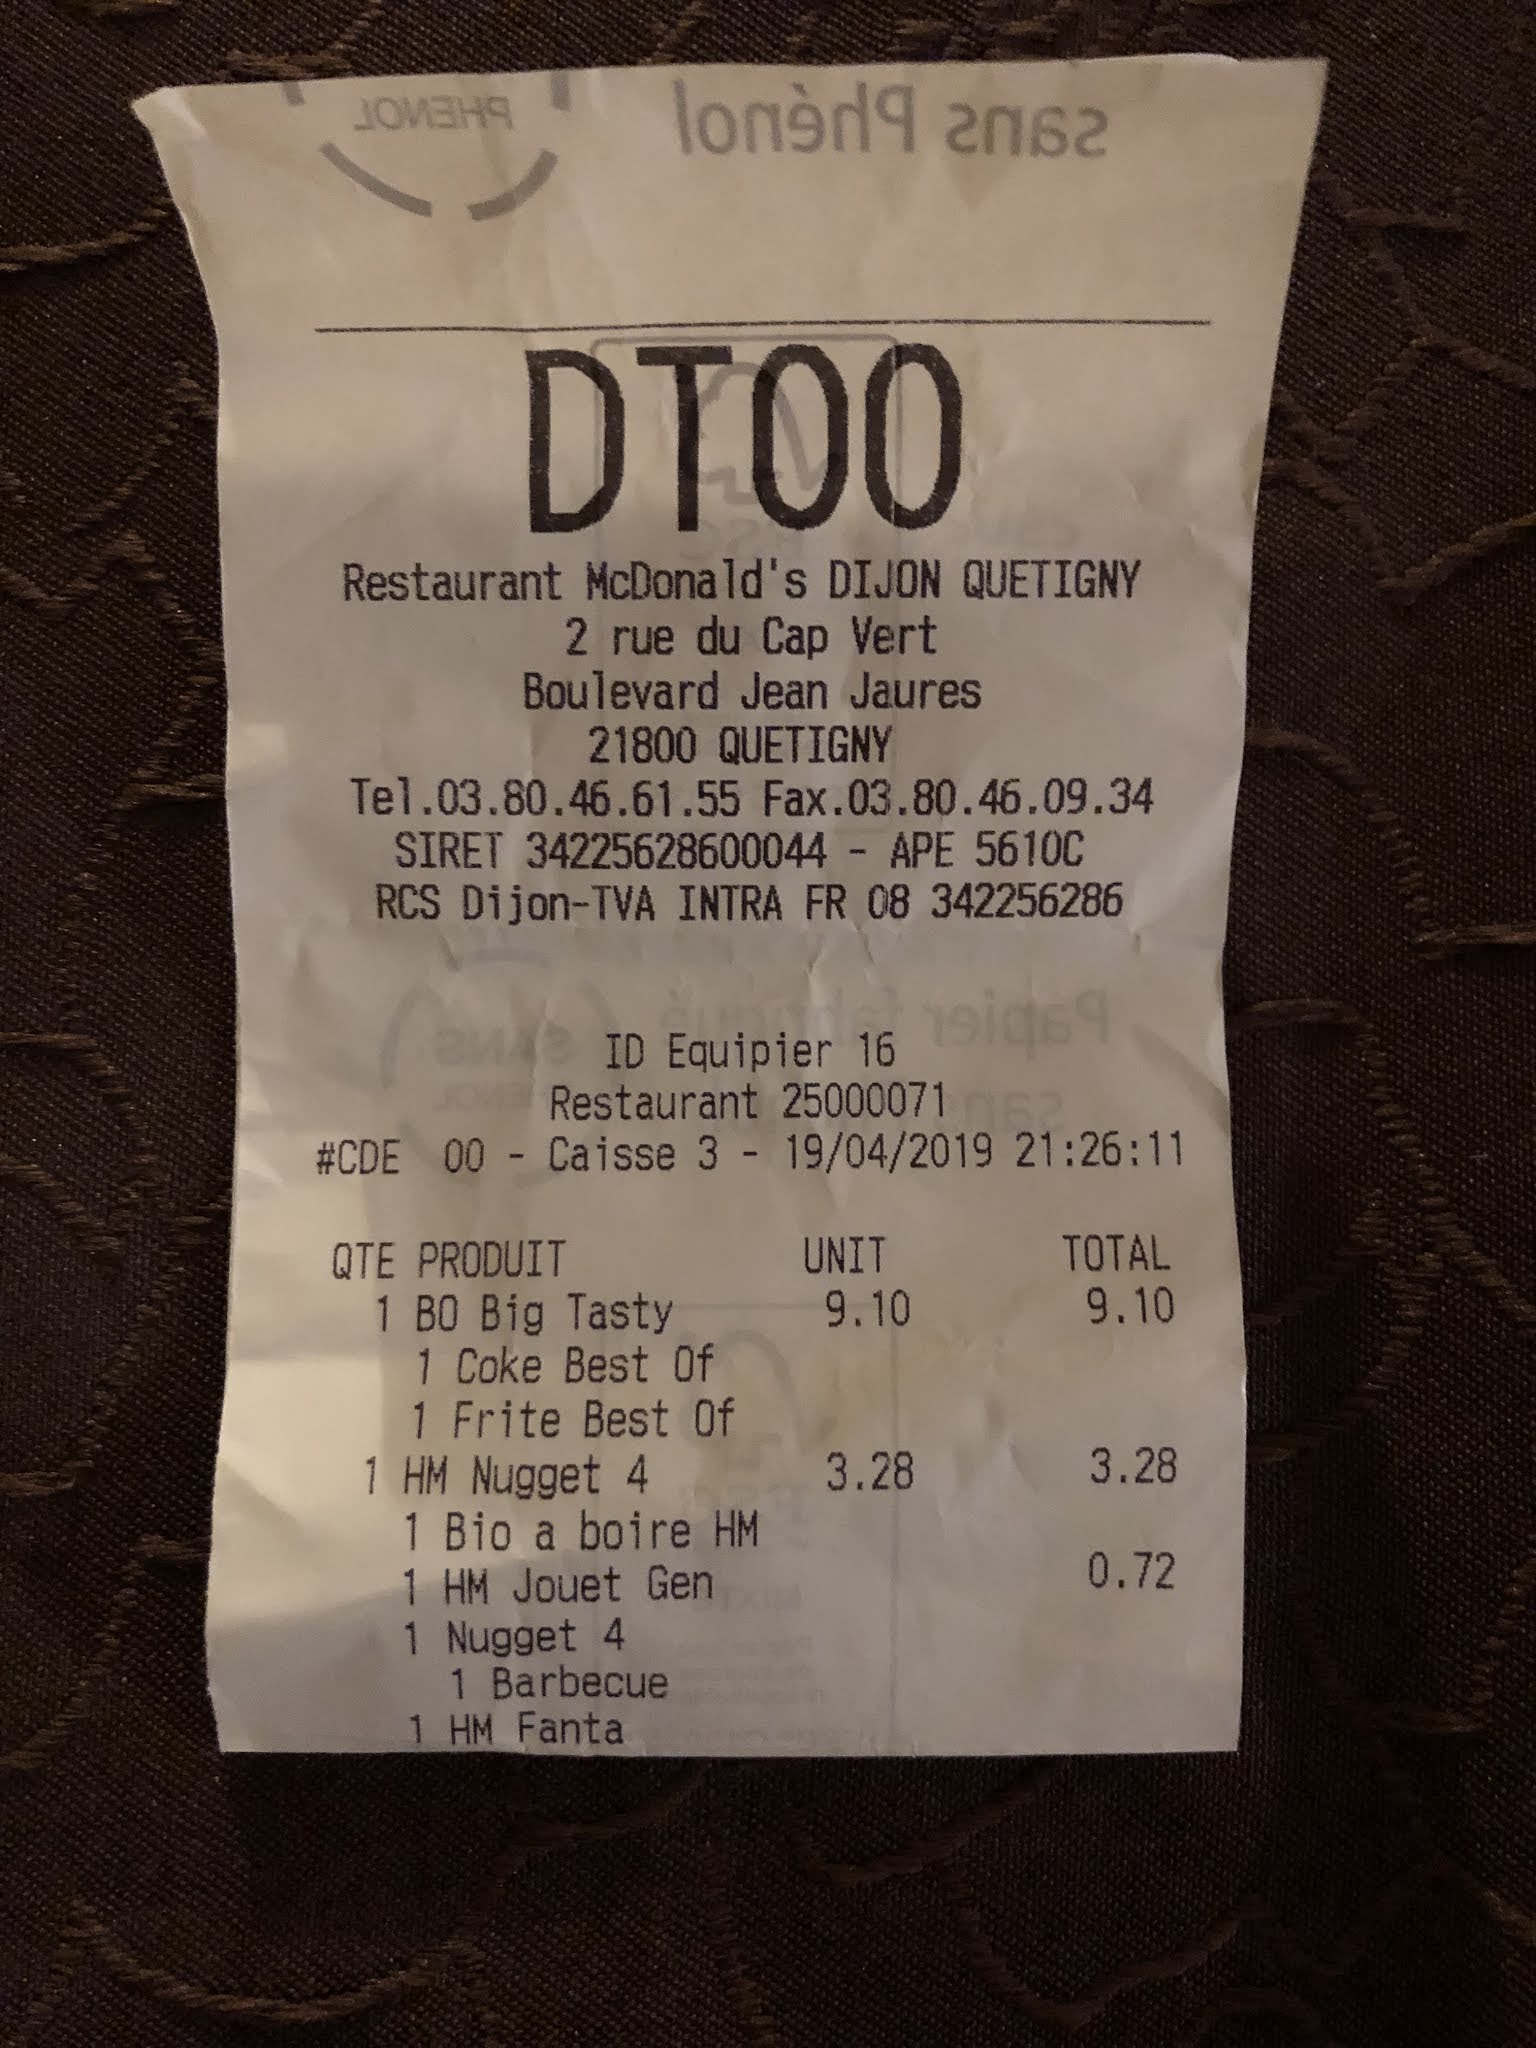 sans Phénol
PHENOL
DT00
Restaurant McDonald's DIJON QUETIGNY
2 rue du Cap Vert
Boulevard Jean Jaures
21800 QUETIGNY
Tel.03.80.46.61.55 Fax.03.80.46.09.34
SIRET 34225628600044 - APE 5610C
RCS Dijon-TVA INTRA FR 08 342256286
Papier fabriqué
SANS
sans
ID Equipier 16
Restaurant 25000071
#CDE 00 - Caisse 3 - 19/04/2019 21:26:11
QTE PRODUIT UNIT TOTAL
1 BO Big Tasty 9.10 9.10
1 Coke Best Of
1 Frite Best Of
1 HM Nugget 4 3.28 3.28
1 Bio a boire HM
1 HM Jouet Gen 0.72
1 Nugget 4
1 Barbecue
1 HM Fanta